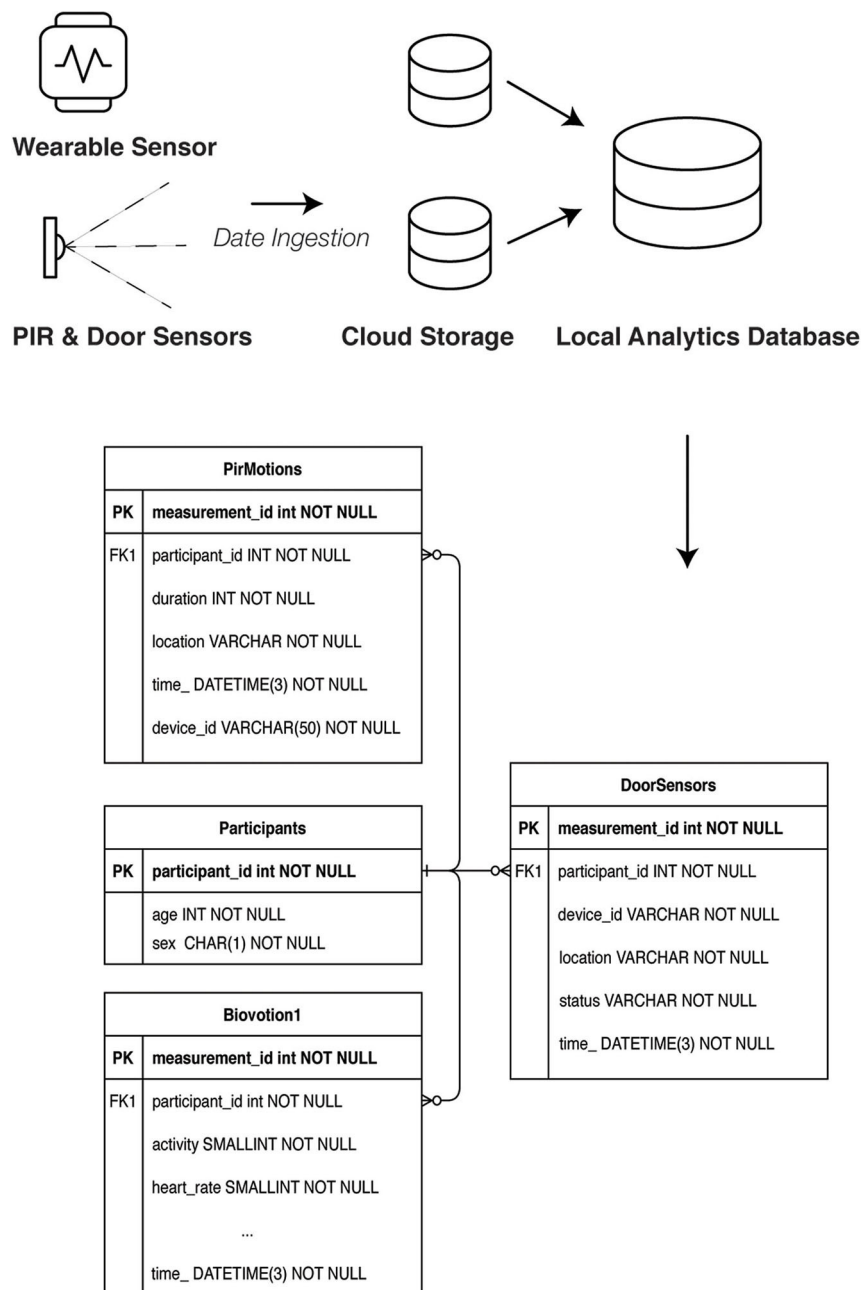 Wearable Sensor
Date Ingestion
PIR & Door Sensors
Cloud Storage
Local Analytics Database
PirMotions
PK measurement_id int NOT NULL
FK1 participant_id INT NOT NULL
duration INT NOT NULL
location VARCHAR NOT NULL
time_ DATETIME(3) NOT NULL
device_id VARCHAR(50) NOT NULL
Participants
PK participant_id int NOT NULL
age INT NOT NULL
sex CHAR(1) NOT NULL
Biovotion1
PK measurement_id int NOT NULL
FK1 participant_id int NOT NULL
activity SMALLINT NOT NULL
heart_rate SMALLINT NOT NULL
...
time_ DATETIME(3) NOT NULL
DoorSensors
PK measurement_id int NOT NULL
FK1 participant_id INT NOT NULL
device_id VARCHAR NOT NULL
location VARCHAR NOT NULL
status VARCHAR NOT NULL
time_ DATETIME(3) NOT NULL